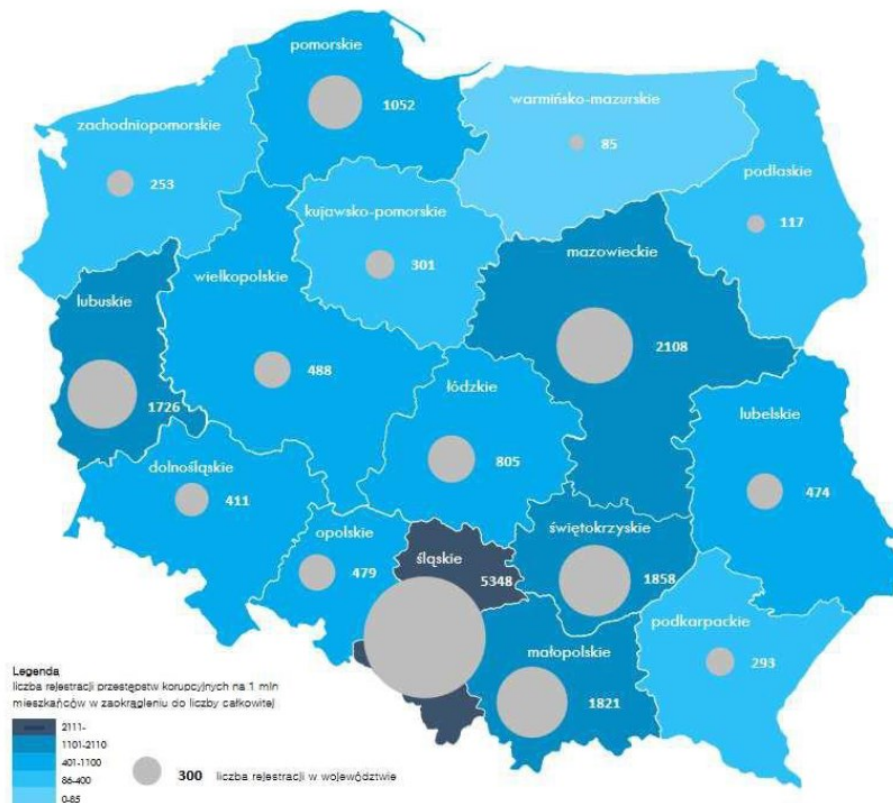 pomorskie
1052
warmińsko-mazurskie
85
zachodniopomorskie
253
podlaskie
117
kujawsko-pomorskie
301
mazowieckie
2108
wielkopolskie
488
lubuskie
1726
łódzkie
805
lubelskie
474
dolnośląskie
411
opolskie
479
śląskie
5348
świętokrzyskie
1858
małopolskie
1821
podkarpackie
293
Legenda
liczba rejestracji przestępstw korupcyjnych na 1 mln
mieszkańców w zaokrągleniu do liczby całkowitej
2111-
1101-2110
401-1100
86-400
0-85
300 liczba rejestracji w województwie